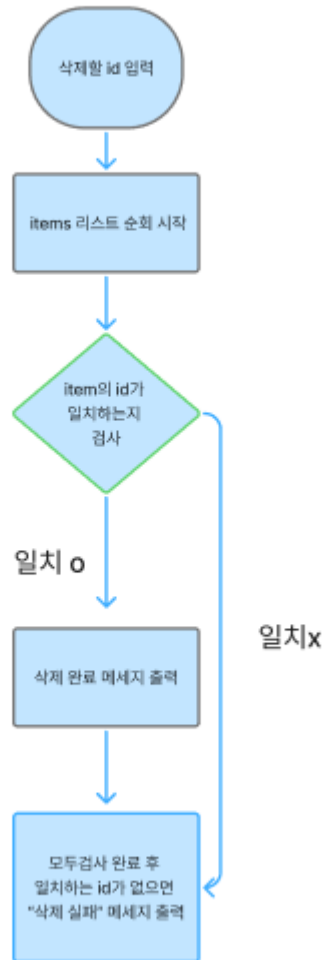 삭제할 id 입력
items 리스트 순회 시작
item의 id가
일치하는지
검사
일치 o
일치x
삭제 완료 메세지 출력
모두검사 완료 후
일치하는 id가 없으면
"삭제 실패" 메세지 출력